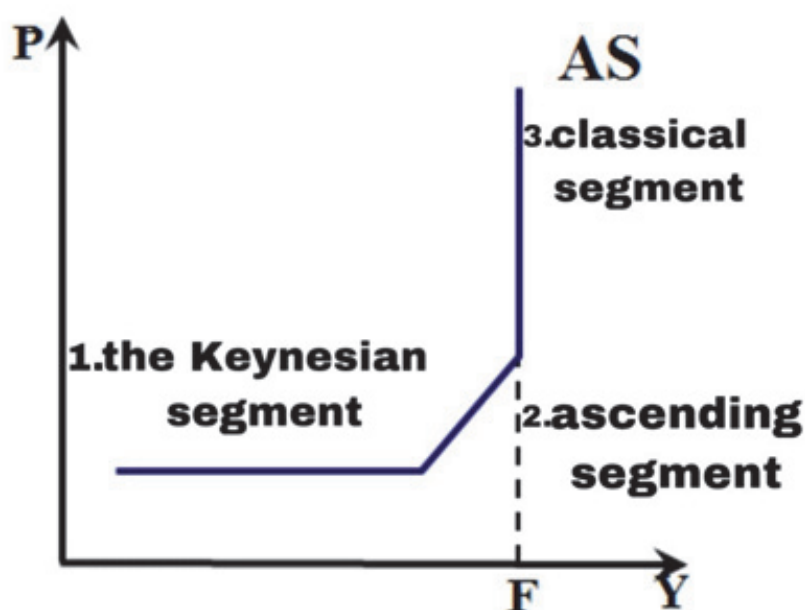 P
AS
3.classical
segment
1.the Keynesian
segment
2.ascending
segment
F
Y